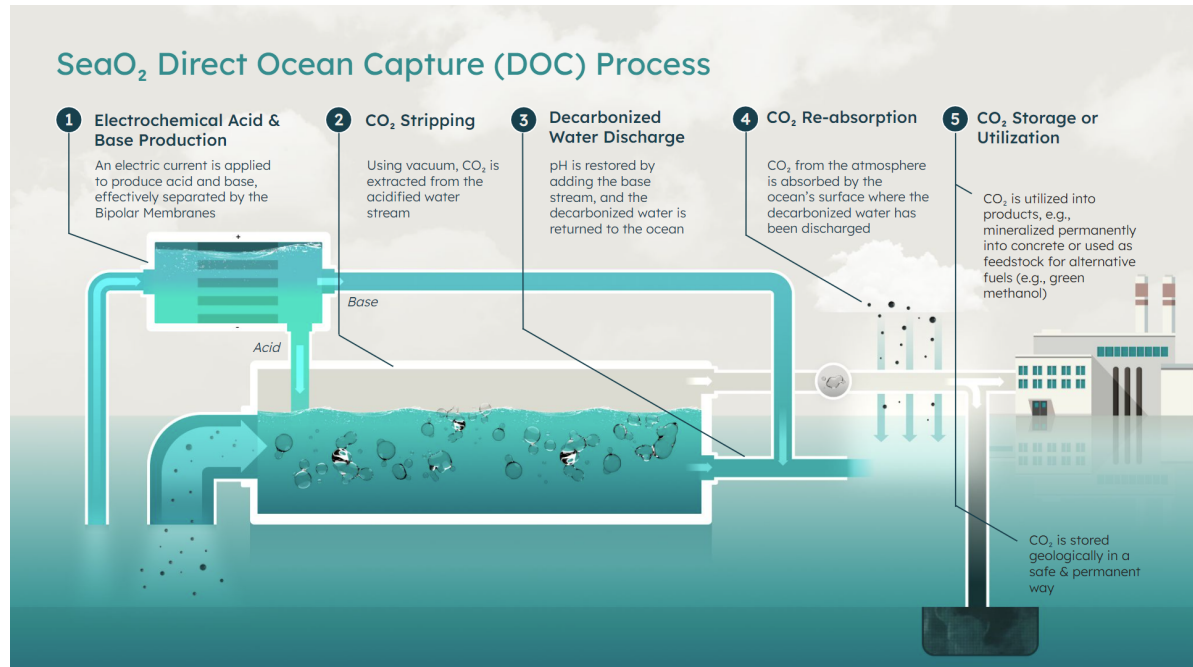 SeaO₂ Direct Ocean Capture (DOC) Process
1
Electrochemical Acid &
Base Production
An electric current is applied
to produce acid and base,
effectively separated by the
Bipolar Membranes
2
CO₂ Stripping
Using vacuum, CO₂ is
extracted from the
acidified water
stream
3
Decarbonized
Water Discharge
pH is restored by
adding the base
stream, and the
decarbonized water is
returned to the ocean
4
CO₂ Re-absorption
CO₂ from the atmosphere
is absorbed by the
ocean's surface where the
decarbonized water has
been discharged
5
CO₂ Storage or
Utilization
CO₂ is utilized into
products, e.g.,
mineralized permanently
into concrete or used as
feedstock for alternative
fuels (e.g., green
methanol)
+
-
Base
Acid
CO₂ is stored
geologically in a
safe & permanent
way